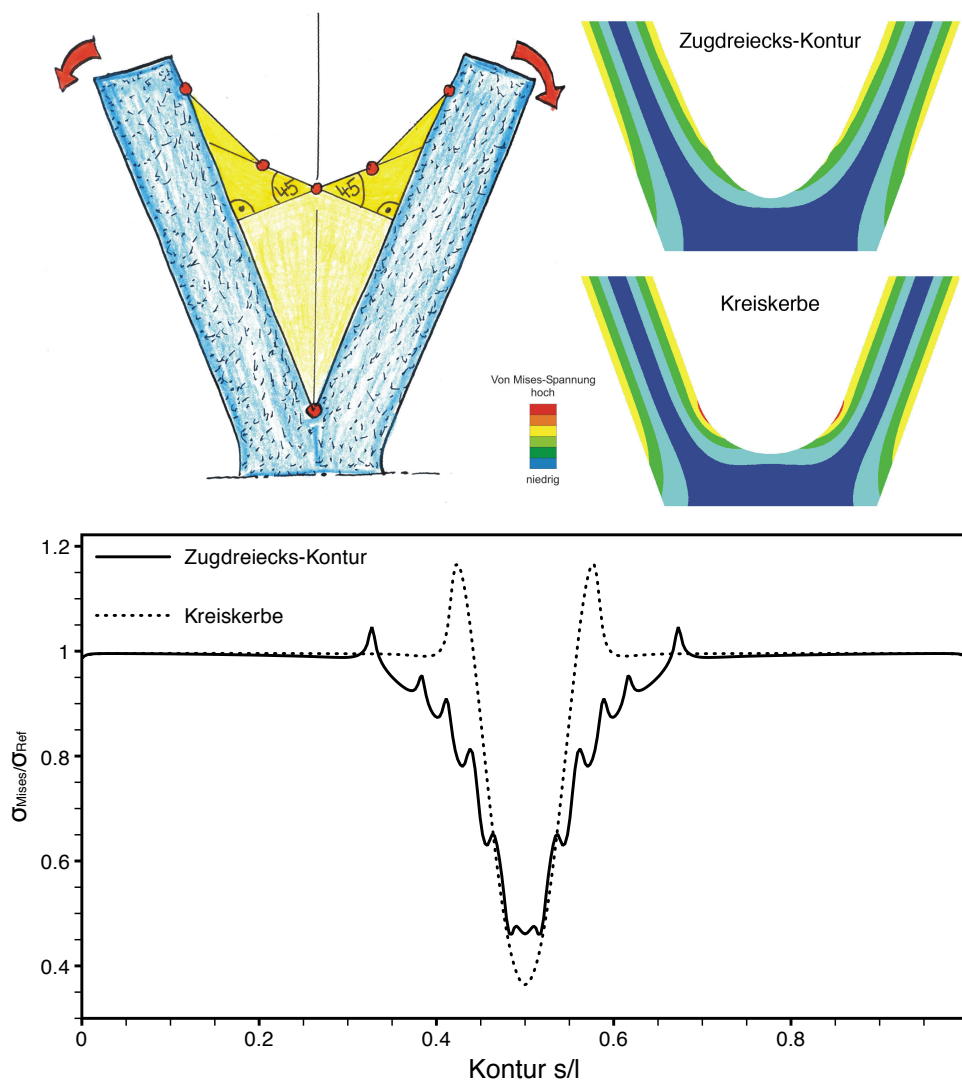 45
45
Zugdreiecks-Kontur
Kreiskerbe
Von Mises-Spannung
hoch
niedrig
Zugdreiecks-Kontur
Kreiskerbe
1.2
1
0.8
0.6
0.4
σMises/σRef
0
0.2
0.4
0.6
0.8
Kontur s/l